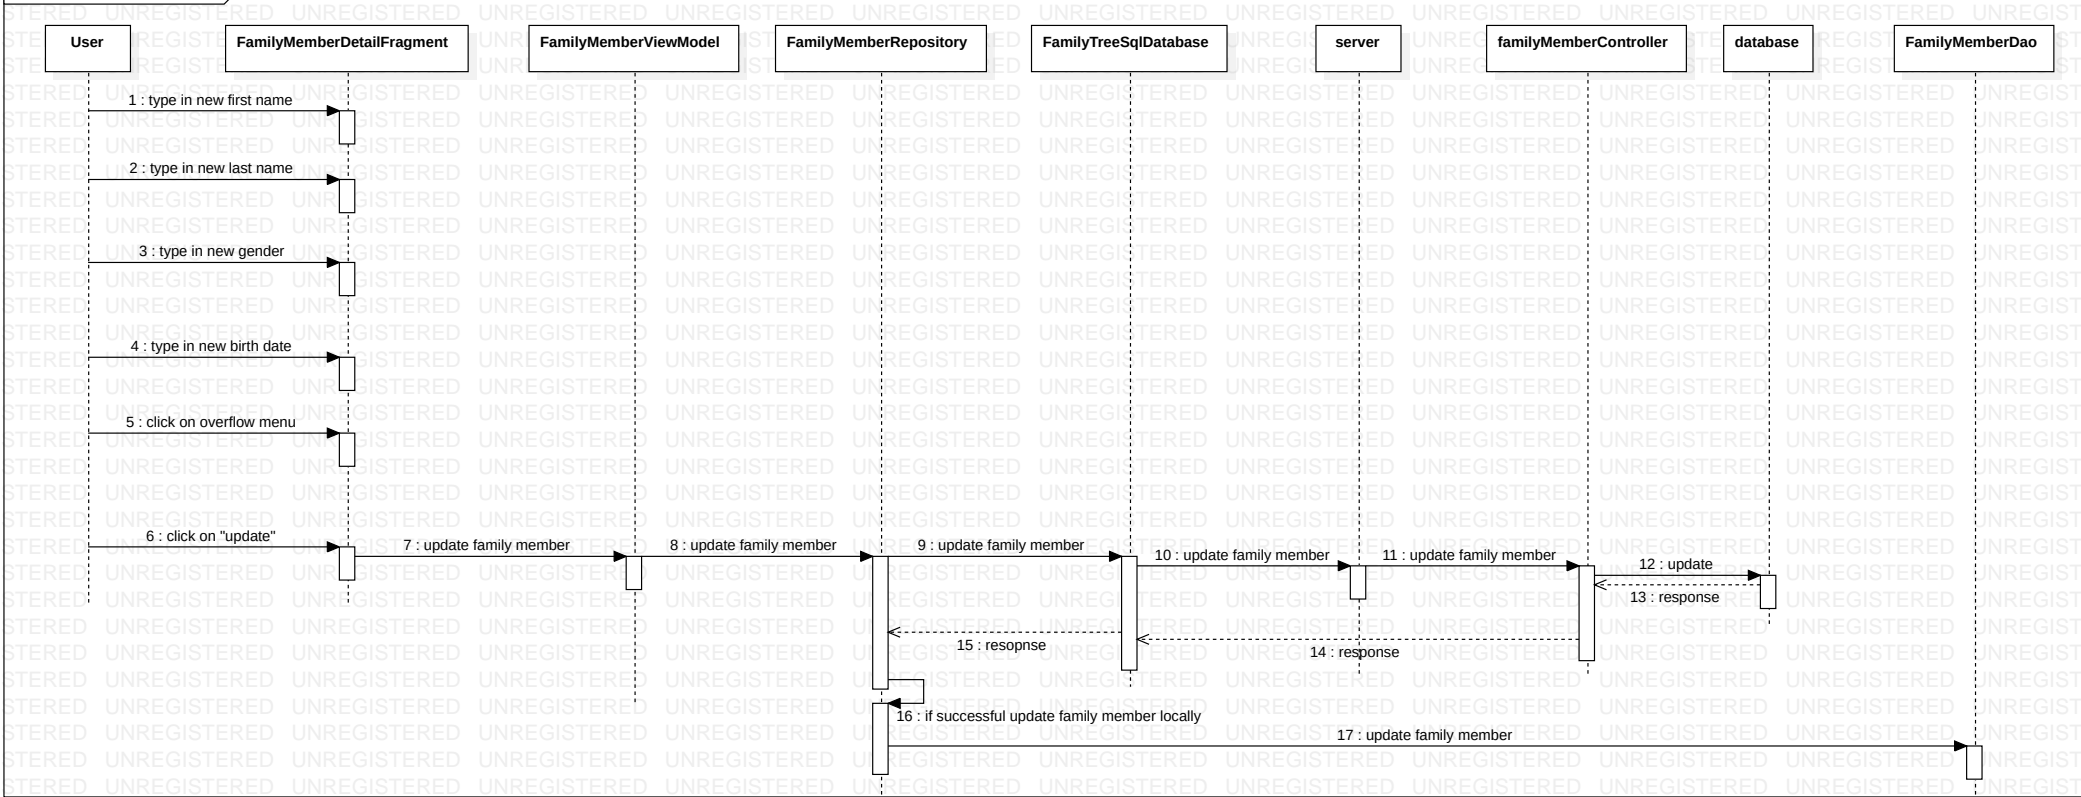 User
FamilyMemberDetailFragment
FamilyMemberViewModel
FamilyMemberRepository
FamilyTreeSqlDatabase
server
familyMemberController
database
FamilyMemberDao
1 : type in new first name
2 : type in new last name
3 : type in new gender
4 : type in new birth date
5 : click on overflow menu
6 : click on "update"
7 : update family member
8 : update family member
9 : update family member
10 : update family member
11 : update family member
12 : update
13 : response
14 : response
15 : resopnse
16 : if successful update family member locally
17 : update family member
UNREGISTERED